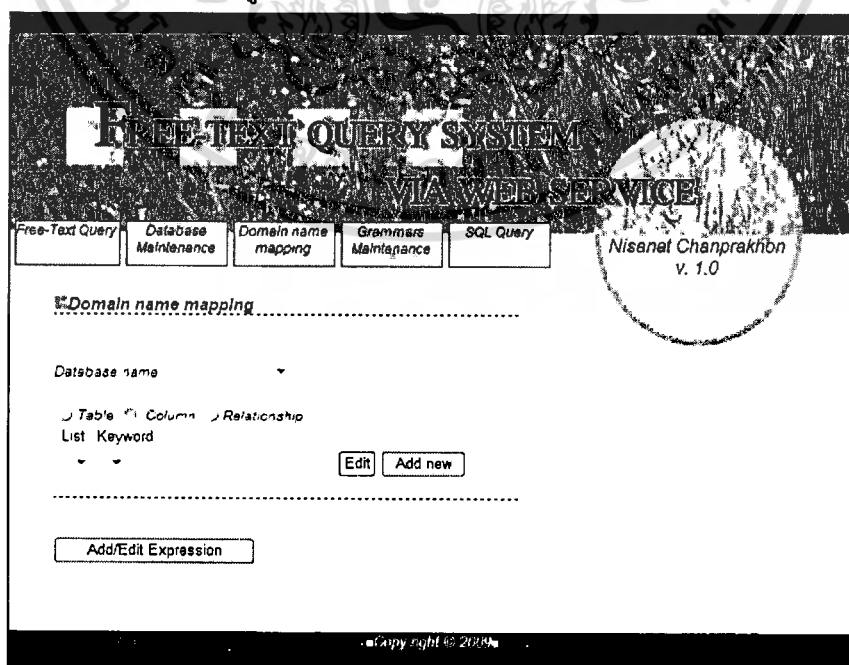 FREE-TEXT QUERY SYSTEM
VIA WEB SERVICE
Free-Text Query
Database Maintenance
Domain name mapping
Grammars Maintenance
SQL Query
Nisanat Chanprakhon
v. 1.0
Domain name mapping
Database name
Table Column Relationship
List Keyword
Edit Add new
Add/Edit Expression
Copy right © 2009